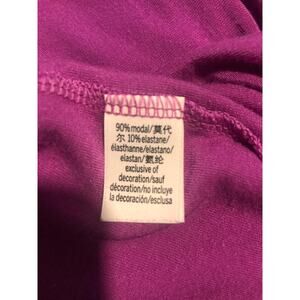 90% modal/莫代
尔 10% elastane/
élasthanne/elastano/
elastan/氨纶
exclusive of
decoration/sauf
décoration/no incluye
la decoración/esclusa